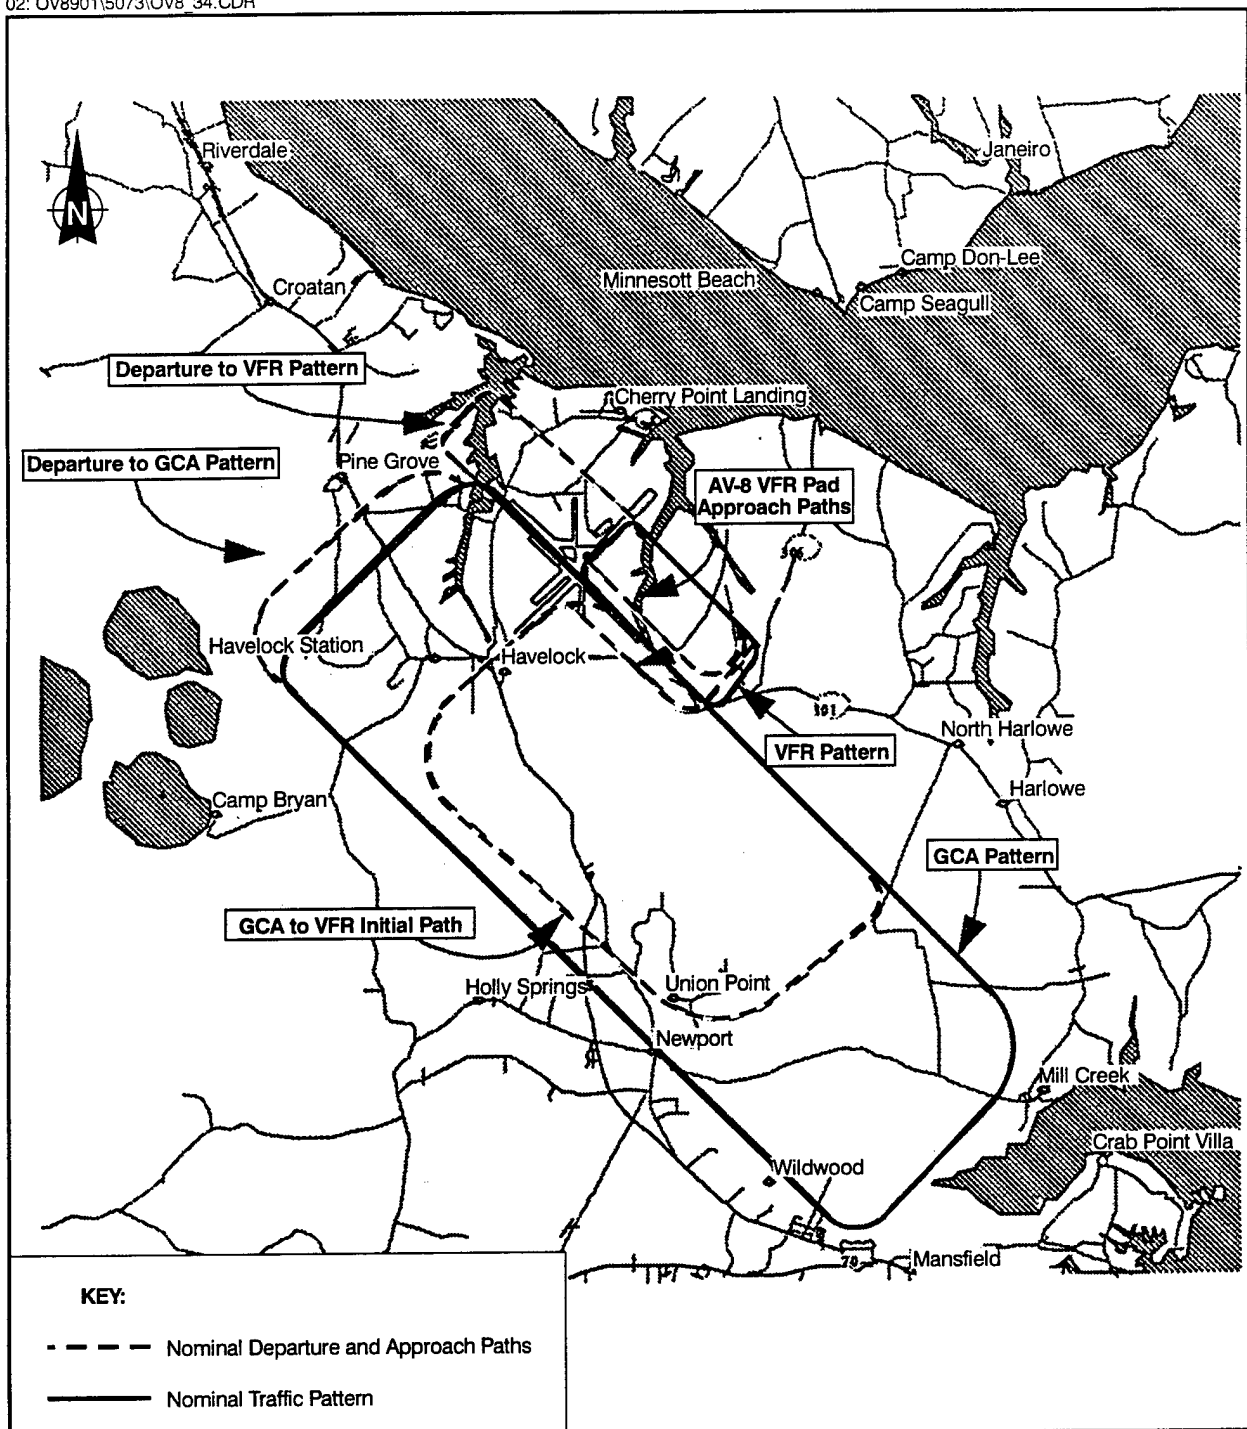 02: OV8901\5073\OV8_34.CDR
Riverdale
Janeiro
N
Camp Don-Lee
Minnesott Beach
Croatan
Camp Seagull
Departure to VFR Pattern
Cherry Point Landing
Departure to GCA Pattern
Pine Grove
AV-8 VFR Pad
Approach Paths
306
Havelock Station
Havelock
101
North Harlowe
VFR Pattern
Harlowe
Camp Bryan
GCA Pattern
GCA to VFR Initial Path
Union Point
Holly Springs
Newport
Mill Creek
Crab Point Villa
Wildwood
70
Mansfield
KEY:
Nominal Departure and Approach Paths
Nominal Traffic Pattern